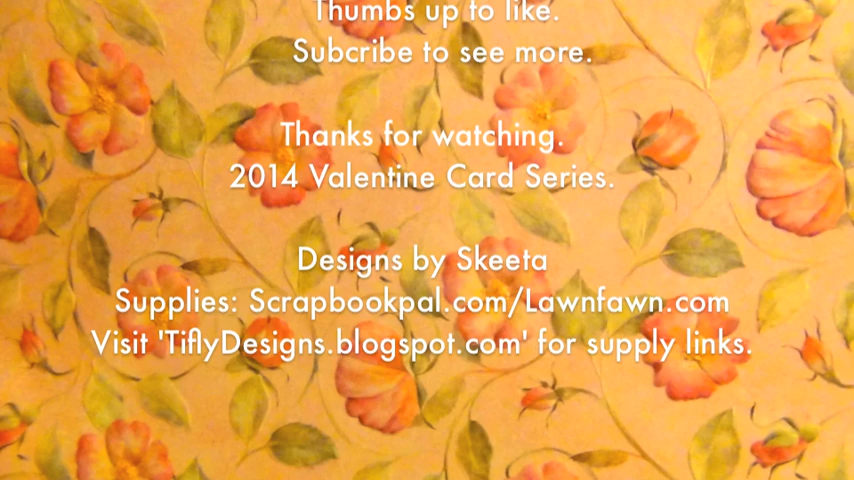 Thumbs up to like.
Subcribe to see more.
Thanks for watching.
2014 Valentine Card Series.
Designs by Skeeta
Supplies: Scrapbookpal.com/Lawnfawn.com
Visit 'TiflyDesigns.blogspot.com' for supply links.